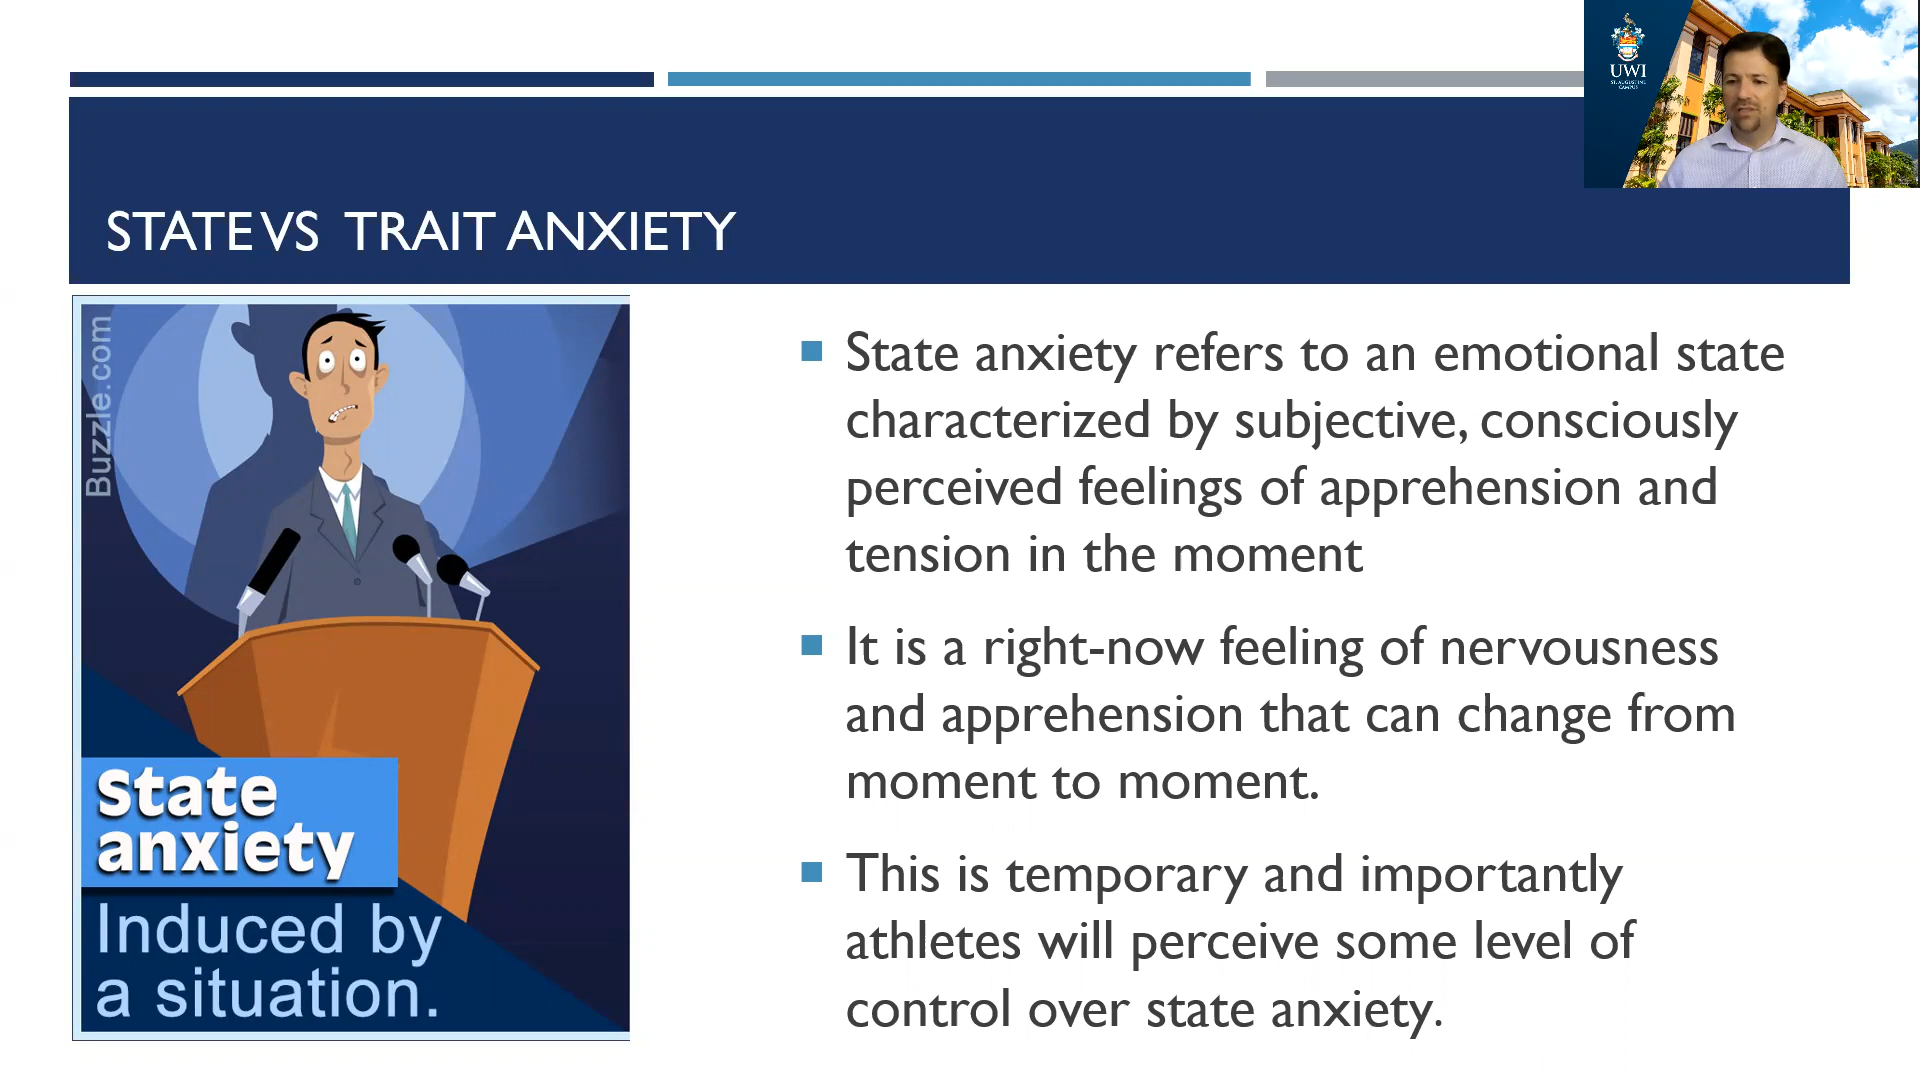 UWI
ST. AUGUSTINE
CAMPUS
STATE VS TRAIT ANXIETY
Buzzle.com
State
anxiety
Induced by
a situation.
State anxiety refers to an emotional state
characterized by subjective, consciously
perceived feelings of apprehension and
tension in the moment
It is a right-now feeling of nervousness
and apprehension that can change from
moment to moment.
This is temporary and importantly
athletes will perceive some level of
control over state anxiety.